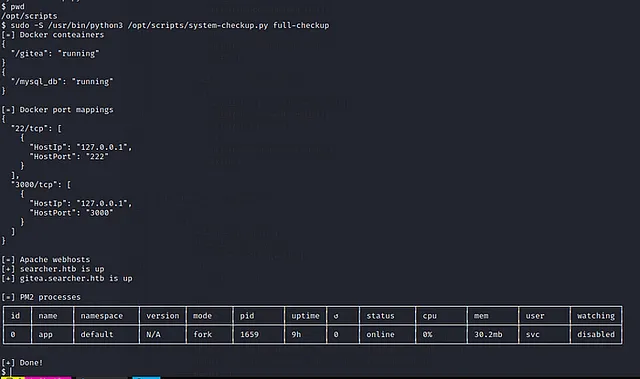 $ pwd
/opt/scripts
$ sudo -S /usr/bin/python3 /opt/scripts/system-checkup.py full-checkup
[=] Docker conteainers
{
  "/gitea": "running"
}
{
  "/mysql_db": "running"
}

[=] Docker port mappings
{
  "22/tcp": [
    {
      "HostIp": "127.0.0.1",
      "HostPort": "222"
    }
  ],
  "3000/tcp": [
    {
      "HostIp": "127.0.0.1",
      "HostPort": "3000"
    }
  ]
}

[=] Apache webhosts
[+] searcher.htb is up
[+] gitea.searcher.htb is up

[=] PM2 processes
id name namespace version mode pid uptime ↺ status cpu mem user watching
0 app default N/A fork 1659 9h 0 online 0% 30.2mb svc disabled

[+] Done!
$